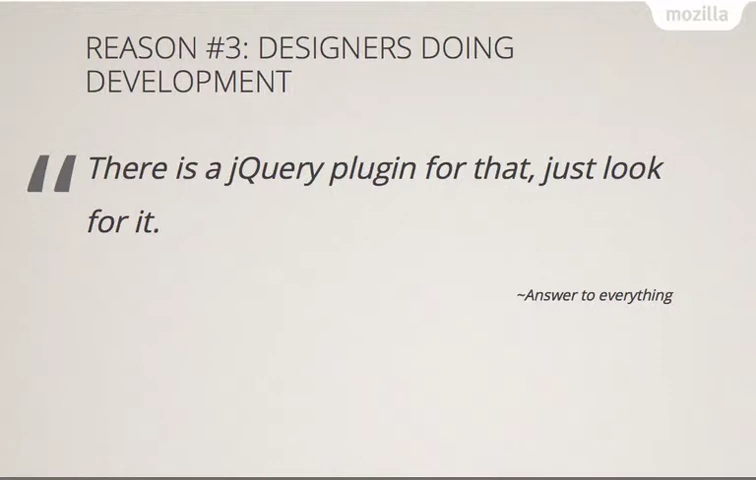 mozilla
REASON #3: DESIGNERS DOING
DEVELOPMENT
"There is a jQuery plugin for that, just look
for it.
~Answer to everything